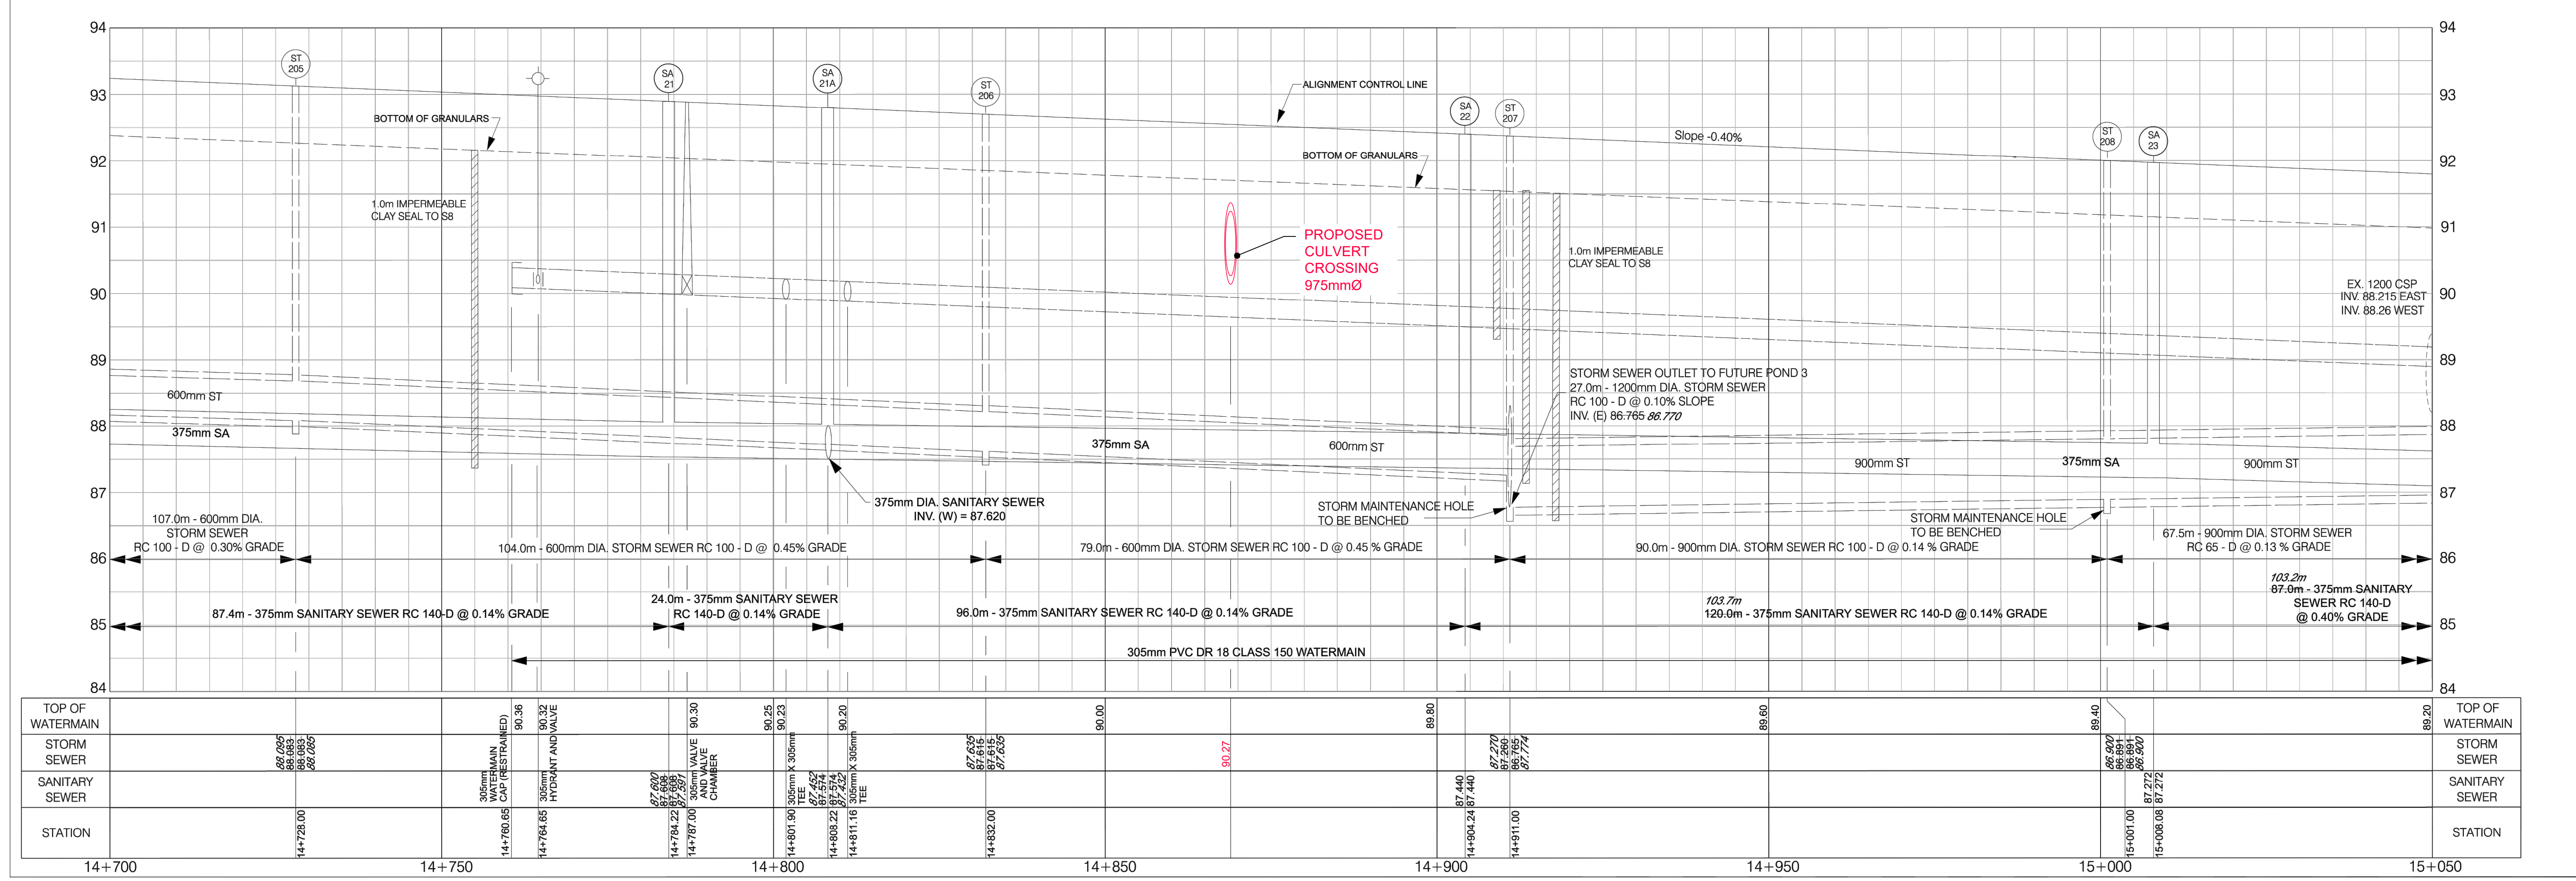 94
94
ST
205
SA
21
SA
21A
ST
206
ALIGNMENT CONTROL LINE
93
93
BOTTOM OF GRANULARS
SA
22
ST
207
Slope -0.40%
ST
208
SA
23
92
92
BOTTOM OF GRANULARS
1.0m IMPERMEABLE
CLAY SEAL TO S8
91
91
PROPOSED
CULVERT
CROSSING
975mmØ
1.0m IMPERMEABLE
CLAY SEAL TO S8
90
90
EX. 1200 CSP
INV. 88.215 EAST
INV. 88.26 WEST
89
89
600mm ST
STORM SEWER OUTLET TO FUTURE POND 3
27.0m - 1200mm DIA. STORM SEWER
RC 100 - D @ 0.10% SLOPE
INV. (E) 86.765 86.770
88
88
375mm SA
375mm SA
600mm ST
900mm ST
375mm SA
900mm ST
87
87
375mm DIA. SANITARY SEWER
INV. (W) = 87.620
STORM MAINTENANCE HOLE
TO BE BENCHED
STORM MAINTENANCE HOLE
TO BE BENCHED
107.0m - 600mm DIA.
STORM SEWER
RC 100 - D @ 0.30% GRADE
104.0m - 600mm DIA. STORM SEWER RC 100 - D @ 0.45% GRADE
79.0m - 600mm DIA. STORM SEWER RC 100 - D @ 0.45 % GRADE
90.0m - 900mm DIA. STORM SEWER RC 100 - D @ 0.14 % GRADE
67.5m - 900mm DIA. STORM SEWER
RC 65 - D @ 0.13 % GRADE
86
86
87.4m - 375mm SANITARY SEWER RC 140-D @ 0.14% GRADE
24.0m - 375mm SANITARY SEWER
RC 140-D @ 0.14% GRADE
96.0m - 375mm SANITARY SEWER RC 140-D @ 0.14% GRADE
103.7m
120.0m - 375mm SANITARY SEWER RC 140-D @ 0.14% GRADE
103.2m
87.0m - 375mm SANITARY
SEWER RC 140-D
@ 0.40% GRADE
85
85
305mm PVC DR 18 CLASS 150 WATERMAIN
84
84
TOP OF
WATERMAIN
90.36
90.32
90.30
90.25
90.23
90.20
90.00
89.80
89.60
89.40
89.20
TOP OF
WATERMAIN
STORM
SEWER
88.095
88.083
88.083
88.085
87.635
87.615
87.615
87.635
90.27
87.270
87.260
86.765
87.774
86.900
86.891
86.891
86.900
STORM
SEWER
SANITARY
SEWER
305mm
WATERMAIN
CAP (RESTRAINED)
305mm
HYDRANT AND VALVE
87.600
87.608
87.608
87.591
305mm VALVE
AND VALVE
CHAMBER
305mm X 305mm
TEE
87.452
87.574
87.574
87.432
305mm X 305mm
TEE
87.440
87.440
87.272
87.272
SANITARY
SEWER
STATION
14+728.00
14+760.65
14+764.65
14+784.22
14+787.00
14+801.90
14+808.22
14+811.16
14+832.00
14+904.24
14+911.00
15+001.00
15+008.08
STATION
14+700
14+750
14+800
14+850
14+900
14+950
15+000
15+050